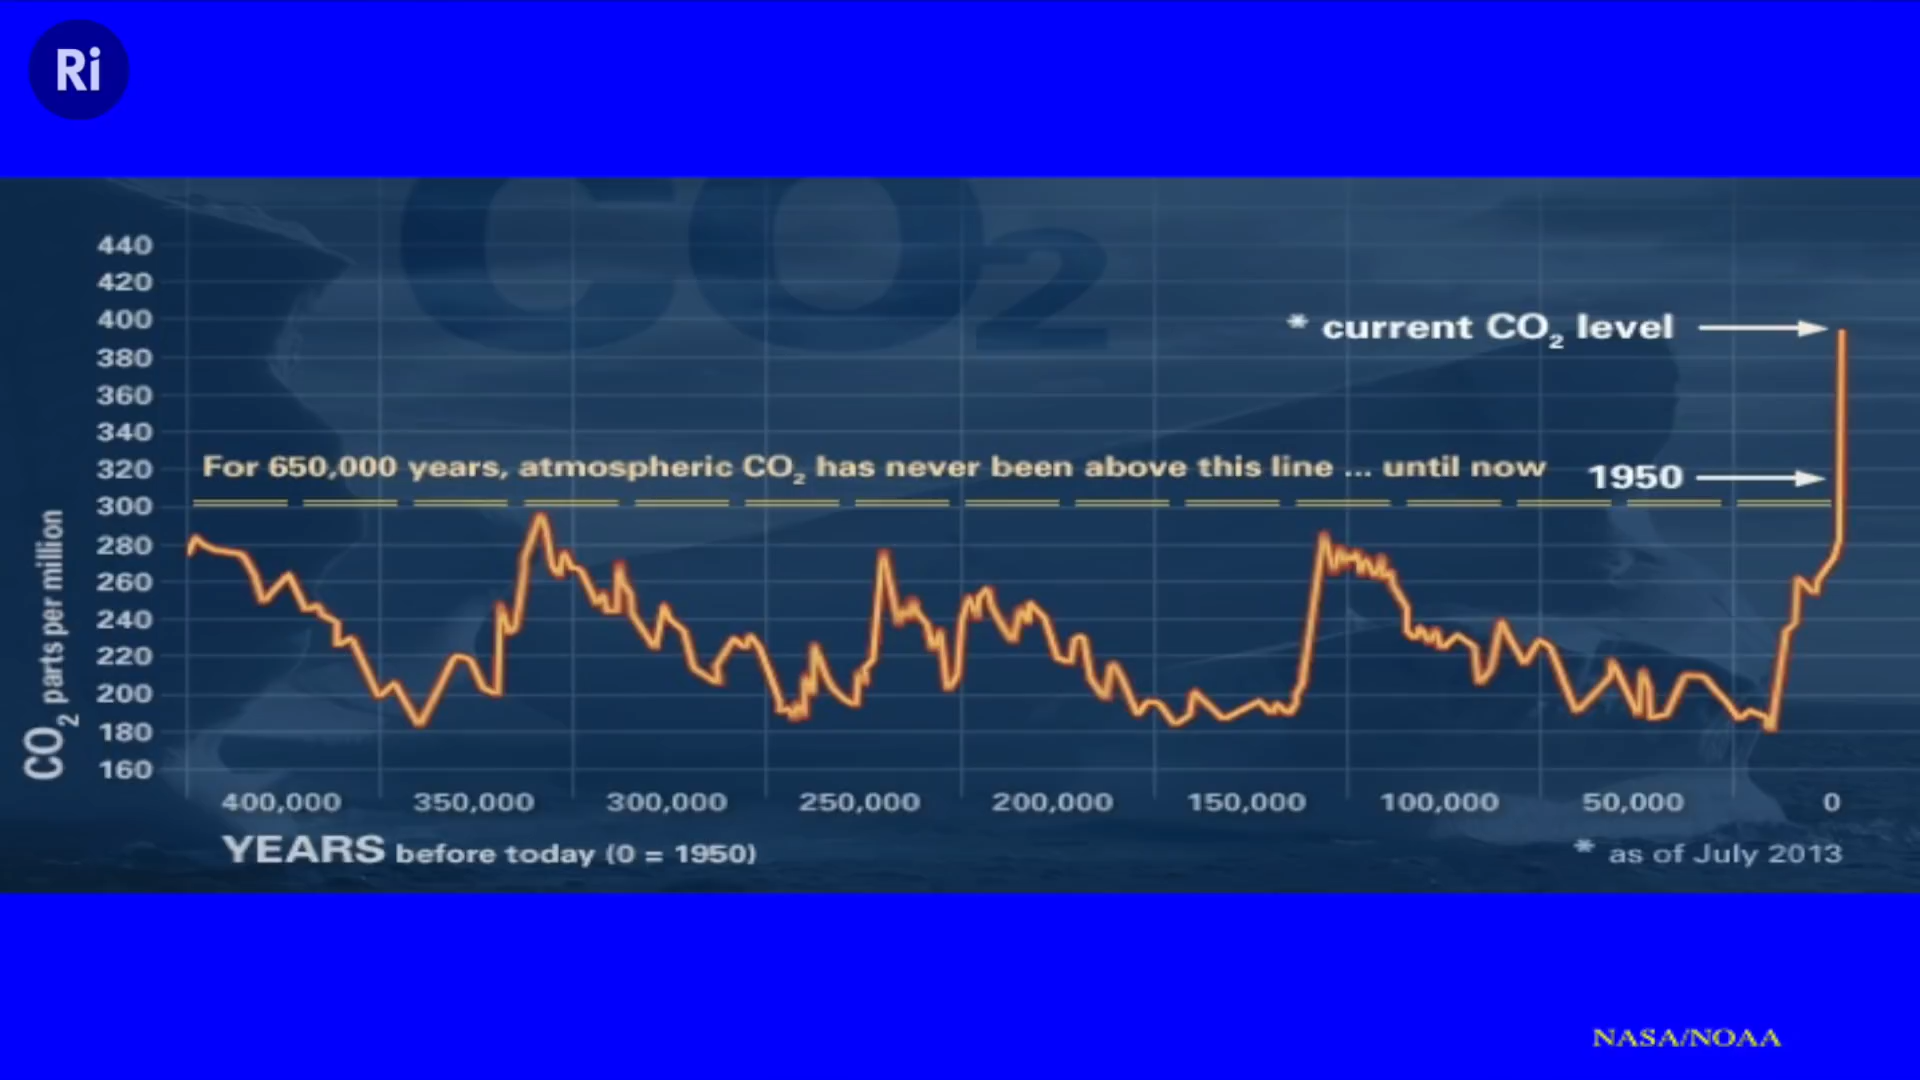 Ri
CO2
440
420
400
* current CO2 level
380
360
340
For 650,000 years, atmospheric CO2 has never been above this line ... until now
320
1950
300
280
260
240
220
200
180
160
CO2 parts per million
400,000 350,000 300,000 250,000 200,000 150,000 100,000 50,000 0
YEARS before today (0 = 1950)
* as of July 2013
NASA/NOAA